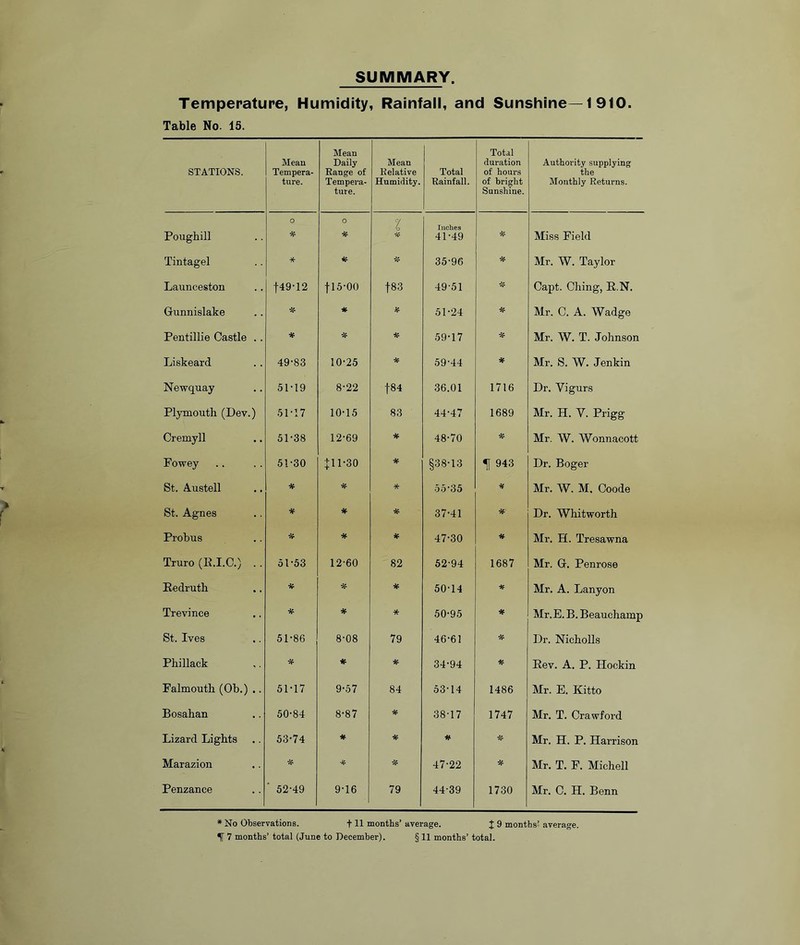 SUMMARY.
Temperature, Humidity, Rainfall, and Sunshine—1910.
Table No. 15.
STATIONS. | Mean Tempera- ture. | Mean Daily Range of Tempera- ture. | Mean Relative Humidity. | Total Rainfall. | Total duration of hours of bright Sunshine. | Authority supplying the Monthly Returns.
o | o | % | Inches
Poughill .. | * | * | * | 41·49 | * | Miss Field
Tintagel .. | * | * | * | 35·96 | * | Mr. W. Taylor
Launceston .. | †49·12 | †15·00 | †83 | 49·51 | * | Capt. Ching, R.N.
Gunnislake .. | * | * | * | 51·24 | * | Mr. C. A. Wadge
Pentillie Castle .. | * | * | * | 59·17 | * | Mr. W. T. Johnson
Liskeard .. | 49·83 | 10·25 | * | 59·44 | * | Mr. S. W. Jenkin
Newquay .. | 51·19 | 8·22 | †84 | 36.01 | 1716 | Dr. Vigurs
Plymouth (Dev.) | 51·17 | 10·15 | 83 | 44·47 | 1689 | Mr. H. V. Prigg
Cremyll .. | 51·38 | 12·69 | * | 48·70 | * | Mr. W. Wonnacott
Fowey .. .. | 51·30 | ‡11·30 | * | §38·13 | ¶ 943 | Dr. Boger
St. Austell .. | * | * | * | 55·35 | * | Mr. W. M. Coode
St. Agnes .. | * | * | * | 37·41 | * | Dr. Whitworth
Probus .. | * | * | * | 47·30 | * | Mr. H. Tresawna
Truro (R.I.C.) .. | 51·53 | 12·60 | 82 | 52·94 | 1687 | Mr. G. Penrose
Redruth .. | * | * | * | 50·14 | * | Mr. A. Lanyon
Trevince .. | * | * | * | 50·95 | * | Mr.E.B.Beauchamp
St. Ives .. | 51·86 | 8·08 | 79 | 46·61 | * | Dr. Nicholls
Phillack .. | * | * | * | 34·94 | * | Rev. A. P. Hockin
Falmouth (Ob.) .. | 51·17 | 9·57 | 84 | 53·14 | 1486 | Mr. E. Kitto
Bosahan .. | 50·84 | 8·87 | * | 38·17 | 1747 | Mr. T. Crawford
Lizard Lights .. | 53·74 | * | * | * | * | Mr. H. P. Harrison
Marazion .. | * | * | * | 47·22 | * | Mr. T. F. Michell
Penzance .. | 52·49 | 9·16 | 79 | 44·39 | 1730 | Mr. C. H. Benn
* No Observations. † 11 months' average. ‡ 9 months' average.
¶ 7 months' total (June to December). § 11 months' total.